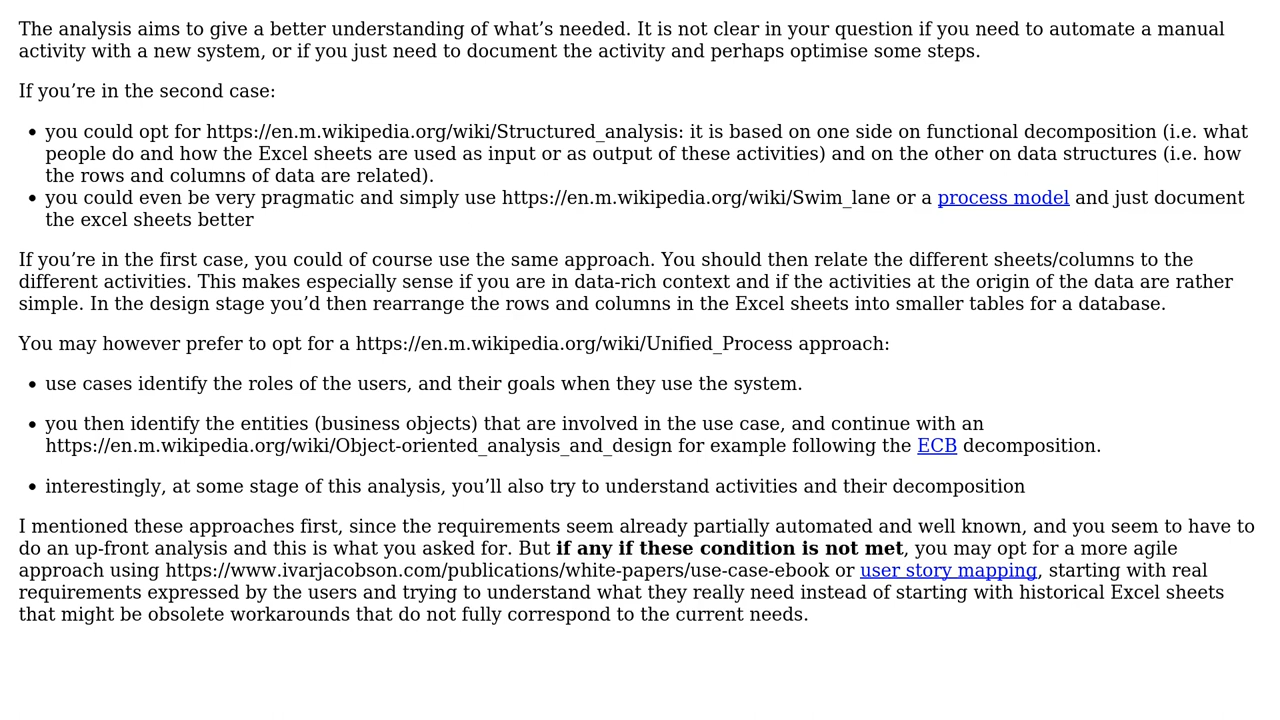 The analysis aims to give a better understanding of what’s needed. It is not clear in your question if you need to automate a manual
activity with a new system, or if you just need to document the activity and perhaps optimise some steps.
If you’re in the second case:
• you could opt for https://en.m.wikipedia.org/wiki/Structured_analysis: it is based on one side on functional decomposition (i.e. what
people do and how the Excel sheets are used as input or as output of these activities) and on the other on data structures (i.e. how
the rows and columns of data are related).
• you could even be very pragmatic and simply use https://en.m.wikipedia.org/wiki/Swim_lane or a process model and just document
the excel sheets better
If you’re in the first case, you could of course use the same approach. You should then relate the different sheets/columns to the
different activities. This makes especially sense if you are in data-rich context and if the activities at the origin of the data are rather
simple. In the design stage you’d then rearrange the rows and columns in the Excel sheets into smaller tables for a database.
You may however prefer to opt for a https://en.m.wikipedia.org/wiki/Unified_Process approach:
• use cases identify the roles of the users, and their goals when they use the system.
• you then identify the entities (business objects) that are involved in the use case, and continue with an
https://en.m.wikipedia.org/wiki/Object-oriented_analysis_and_design for example following the ECB decomposition.
• interestingly, at some stage of this analysis, you’ll also try to understand activities and their decomposition
I mentioned these approaches first, since the requirements seem already partially automated and well known, and you seem to have to
do an up-front analysis and this is what you asked for. But if any if these condition is not met, you may opt for a more agile
approach using https://www.ivarjacobson.com/publications/white-papers/use-case-ebook or user story mapping, starting with real
requirements expressed by the users and trying to understand what they really need instead of starting with historical Excel sheets
that might be obsolete workarounds that do not fully correspond to the current needs.